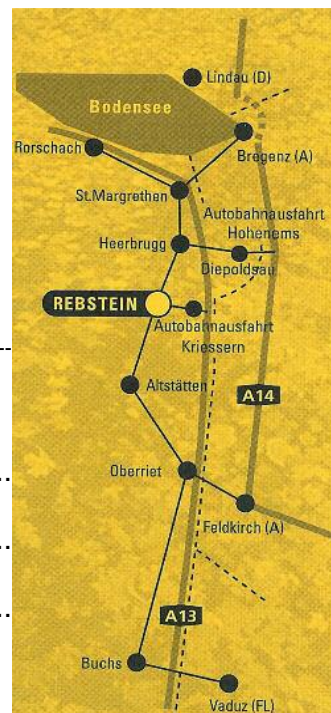 Lindau (D)
Bodensee
Rorschach
Bregenz (A)
St.Margrethen
Autobahnausfahrt
Hohenems
Heerbrugg
Diepoldsau
REBSTEIN
Autobahnausfahrt
Kriessern
Altstätten
A14
Oberriet
Feldkirch (A)
A13
Buchs
Vaduz (FL)